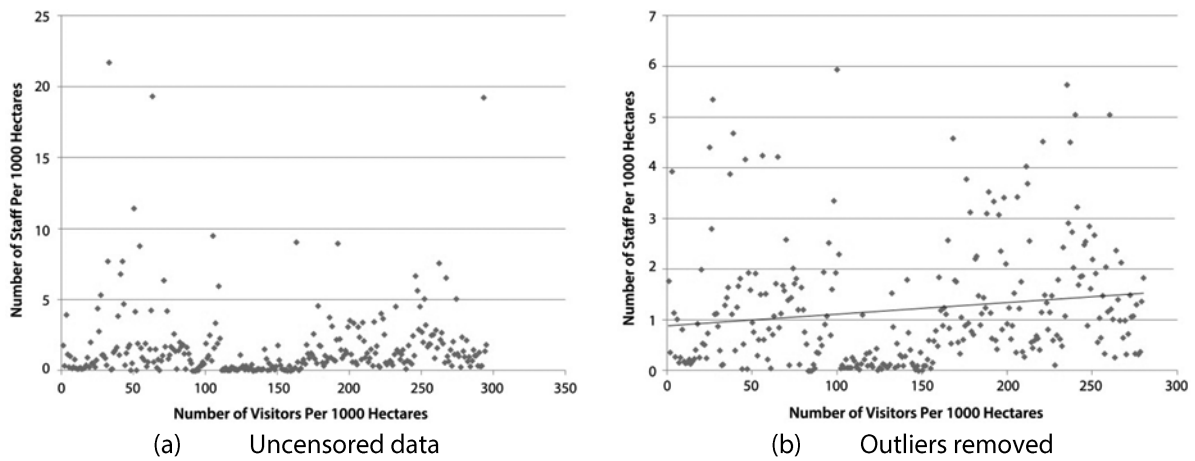 25
20
15
10
5
0
0 50 100 150 200 250 300 350
Number of Staff Per 1000 Hectares
Number of Visitors Per 1000 Hectares
(a) Uncensored data
7
6
5
4
3
2
1
0
0 50 100 150 200 250 300
Number of Staff Per 1000 Hectares
Number of Visitors Per 1000 Hectares
(b) Outliers removed